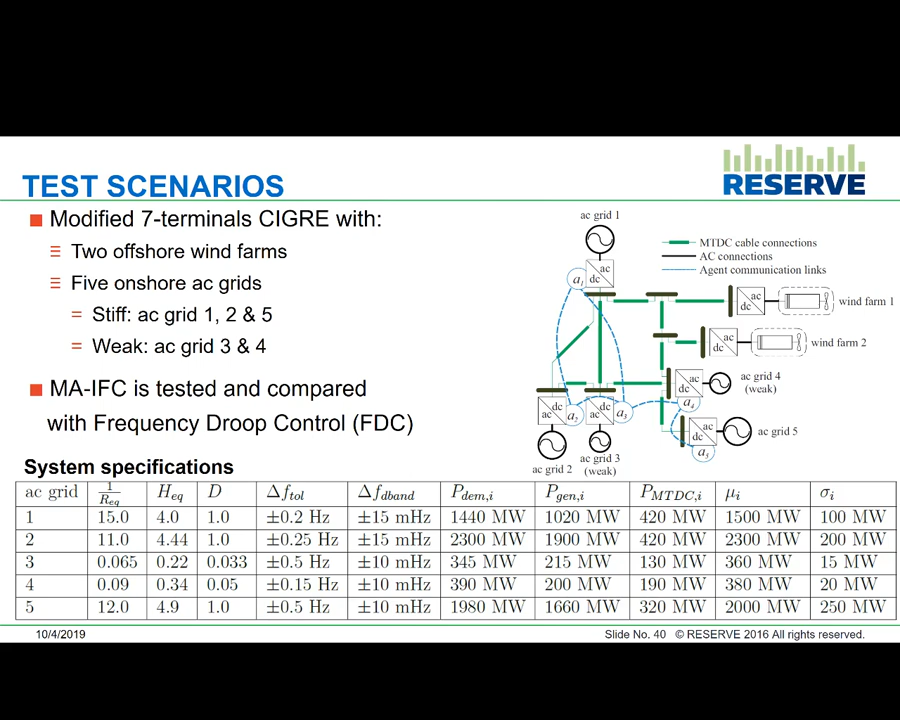 RESERVE
TEST SCENARIOS
Modified 7-terminals CIGRE with:
Two offshore wind farms
Five onshore ac grids
Stiff: ac grid 1, 2 & 5
Weak: ac grid 3 & 4
MA-IFC is tested and compared
with Frequency Droop Control (FDC)
ac grid 1
MTDC cable connections
AC connections
Agent communication links
a1
ac
dc
ac
dc
wind farm 1
ac
dc
wind farm 2
ac
dc
ac grid 4
(weak)
a4
dc
ac
a2
dc
ac
a3
ac
dc
ac grid 5
a5
ac grid 2
ac grid 3
(weak)
System specifications
ac grid 1/Req Heq D Δftol Δfdband Pdem,i Pgen,i PMTDC,i μi σi
1 15.0 4.0 1.0 ±0.2 Hz ±15 mHz 1440 MW 1020 MW 420 MW 1500 MW 100 MW
2 11.0 4.44 1.0 ±0.25 Hz ±15 mHz 2300 MW 1900 MW 420 MW 2300 MW 200 MW
3 0.065 0.22 0.033 ±0.5 Hz ±10 mHz 345 MW 215 MW 130 MW 360 MW 15 MW
4 0.09 0.34 0.05 ±0.15 Hz ±10 mHz 390 MW 200 MW 190 MW 380 MW 20 MW
5 12.0 4.9 1.0 ±0.5 Hz ±10 mHz 1980 MW 1660 MW 320 MW 2000 MW 250 MW
10/4/2019
Slide No. 40 © RESERVE 2016 All rights reserved.